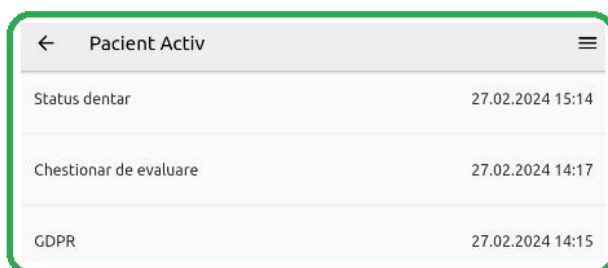 Pacient Activ
Status dentar 27.02.2024 15:14
Chestionar de evaluare 27.02.2024 14:17
GDPR 27.02.2024 14:15